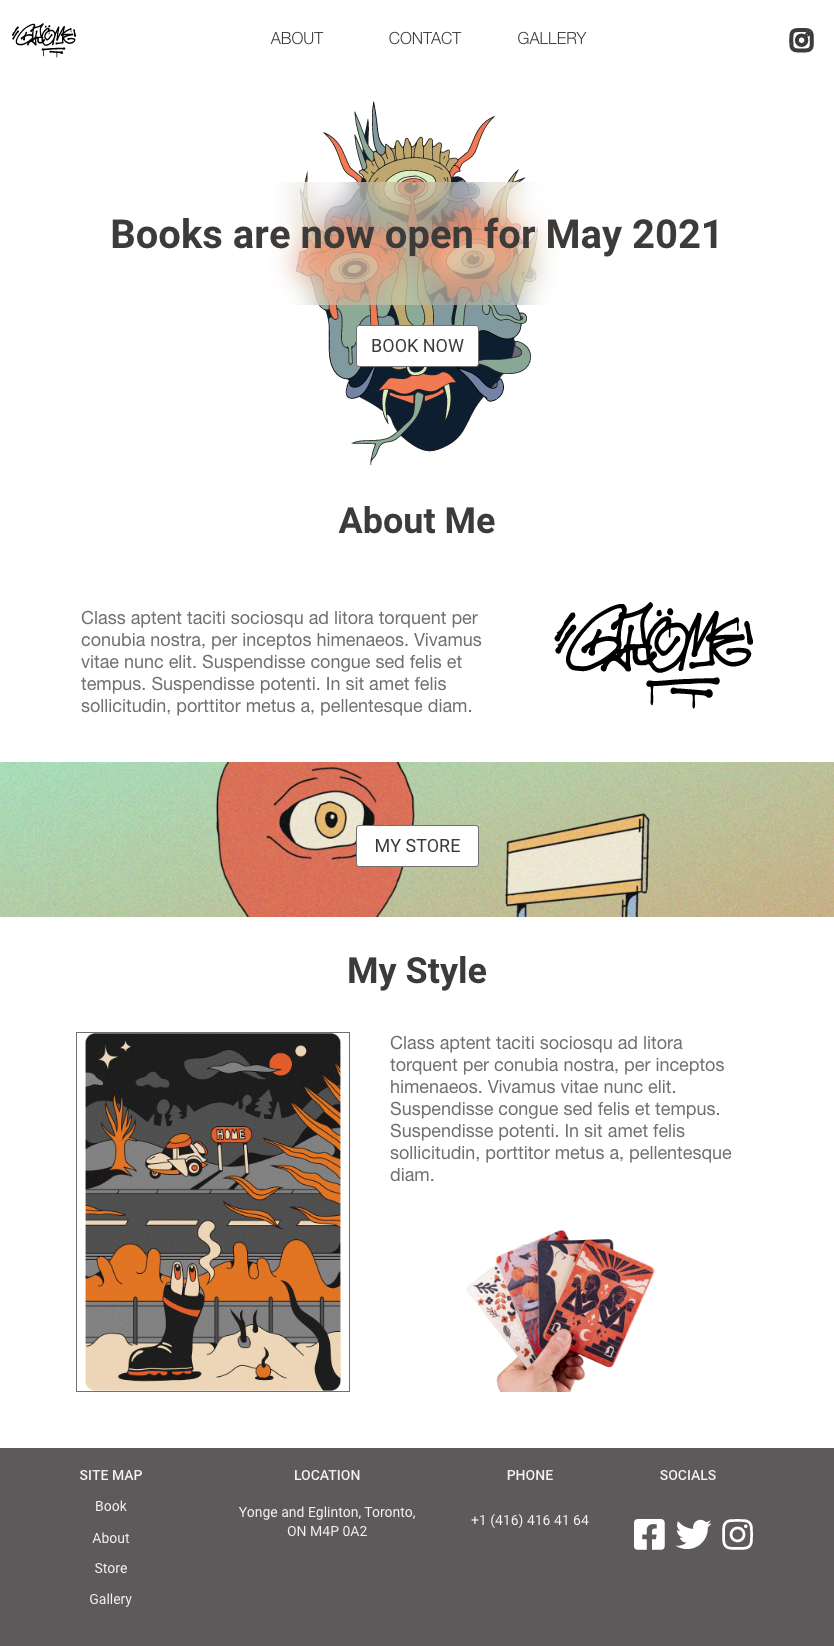 ABOUT CONTACT GALLERY
Books are now open for May 2021
BOOK NOW
About Me
Class aptent taciti sociosqu ad litora torquent per
conubia nostra, per inceptos himenaeos. Vivamus
vitae nunc elit. Suspendisse congue sed felis et
tempus. Suspendisse potenti. In sit amet felis
sollicitudin, porttitor metus a, pellentesque diam.
MY STORE
My Style
HOME
Class aptent taciti sociosqu ad litora
torquent per conubia nostra, per inceptos
himenaeos. Vivamus vitae nunc elit.
Suspendisse congue sed felis et tempus.
Suspendisse potenti. In sit amet felis
sollicitudin, porttitor metus a, pellentesque
diam.
SITE MAP
Book
About
Store
Gallery
LOCATION
Yonge and Eglinton, Toronto,
ON M4P 0A2
PHONE
+1 (416) 416 41 64
SOCIALS